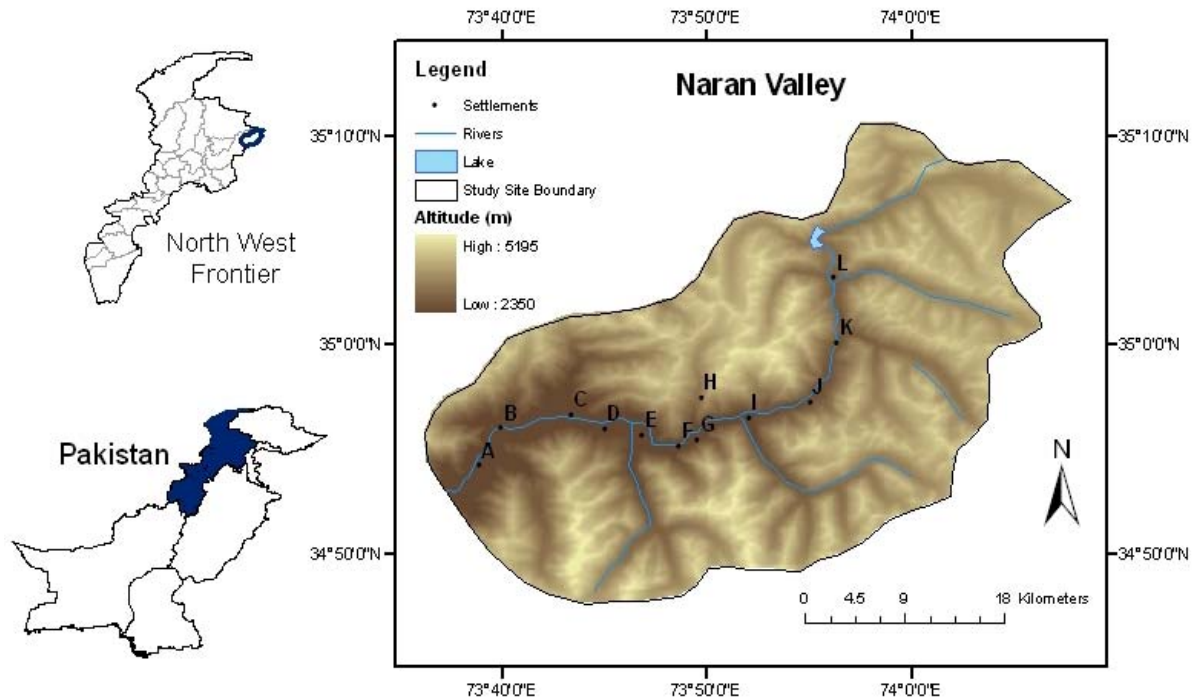 73°40'0"E 73°50'0"E 74°0'0"E
Legend
Settlements
Rivers
Lake
Study Site Boundary
Altitude (m)
High : 5195
Low : 2350
Naran Valley
35°10'0"N 35°10'0"N
North West
Frontier
L
K
35°0'0"N 35°0'0"N
H
J
I
C
B
D
E
F
G
A
Pakistan
N
34°50'0"N 34°50'0"N
0 4.5 9 18 Kilometers
73°40'0"E 73°50'0"E 74°0'0"E